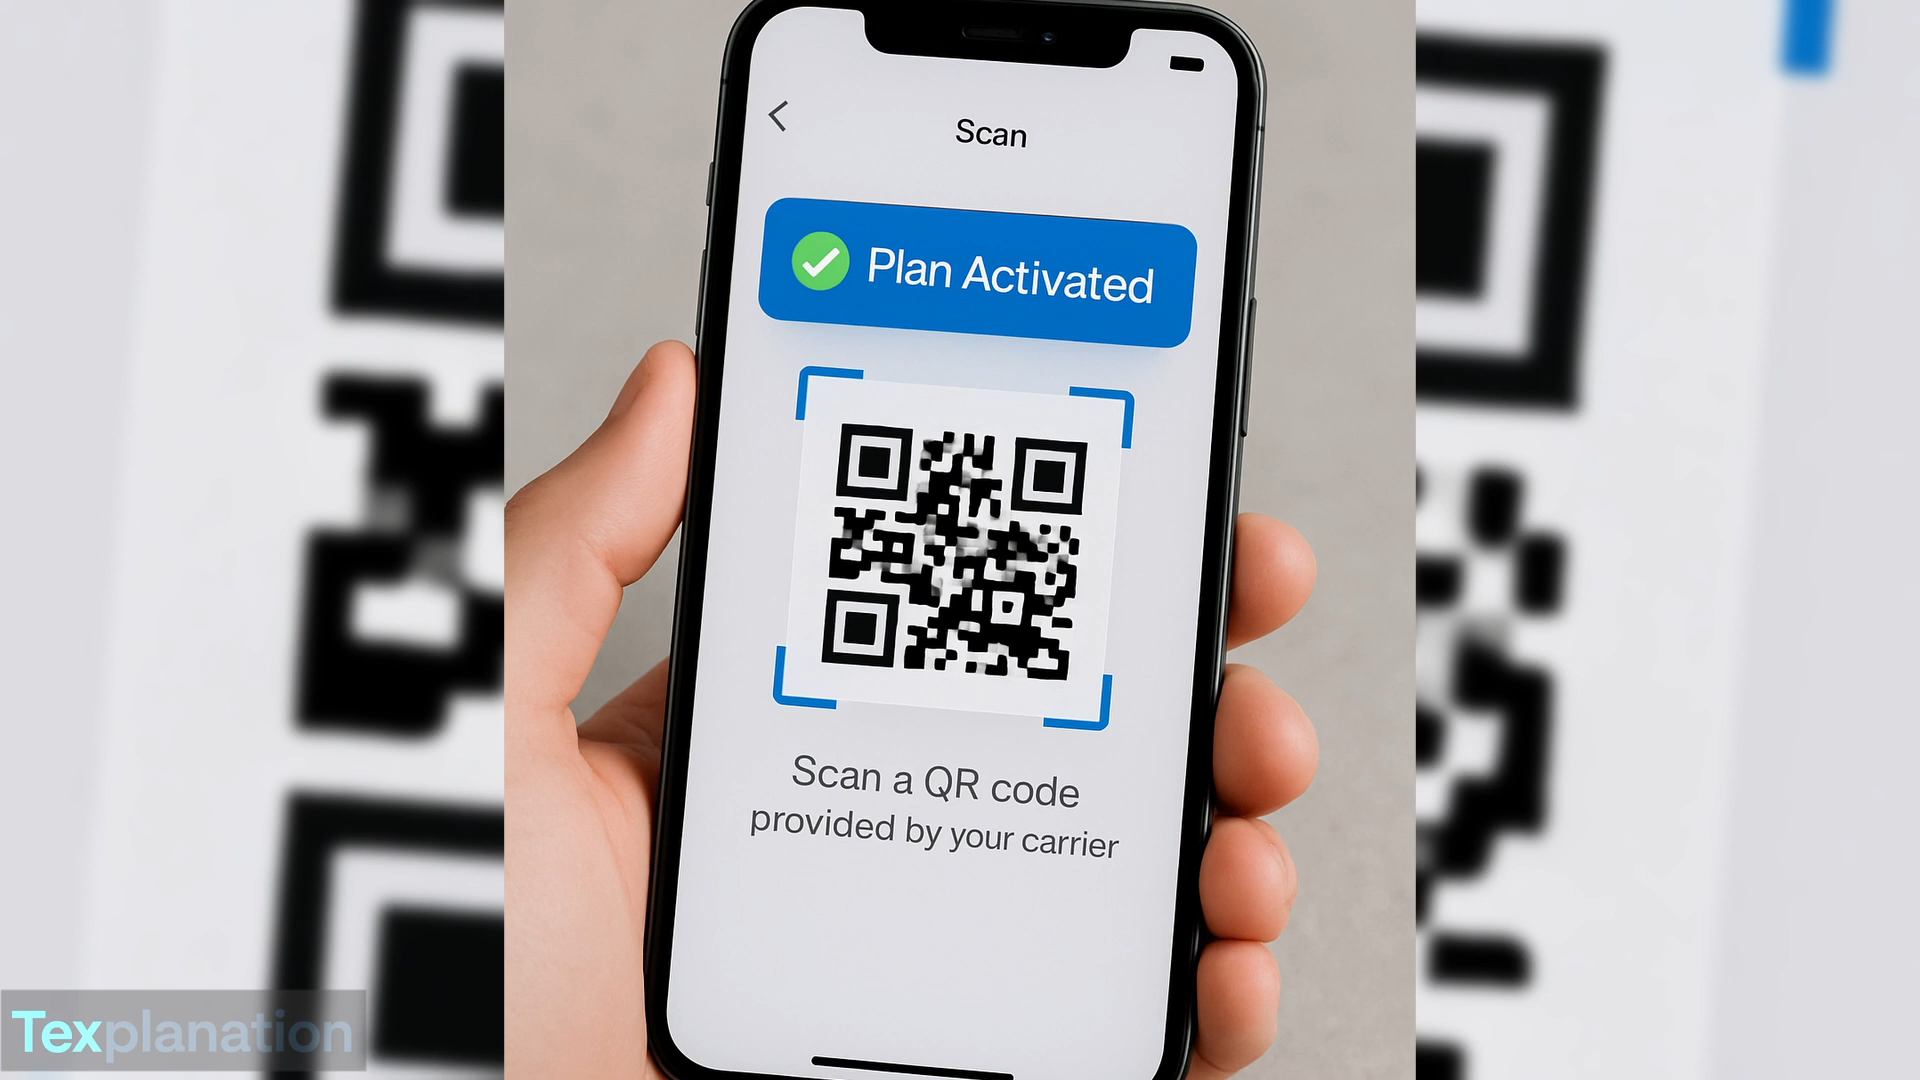 Scan
Plan Activated
Scan a QR code
provided by your carrier
Texplanation